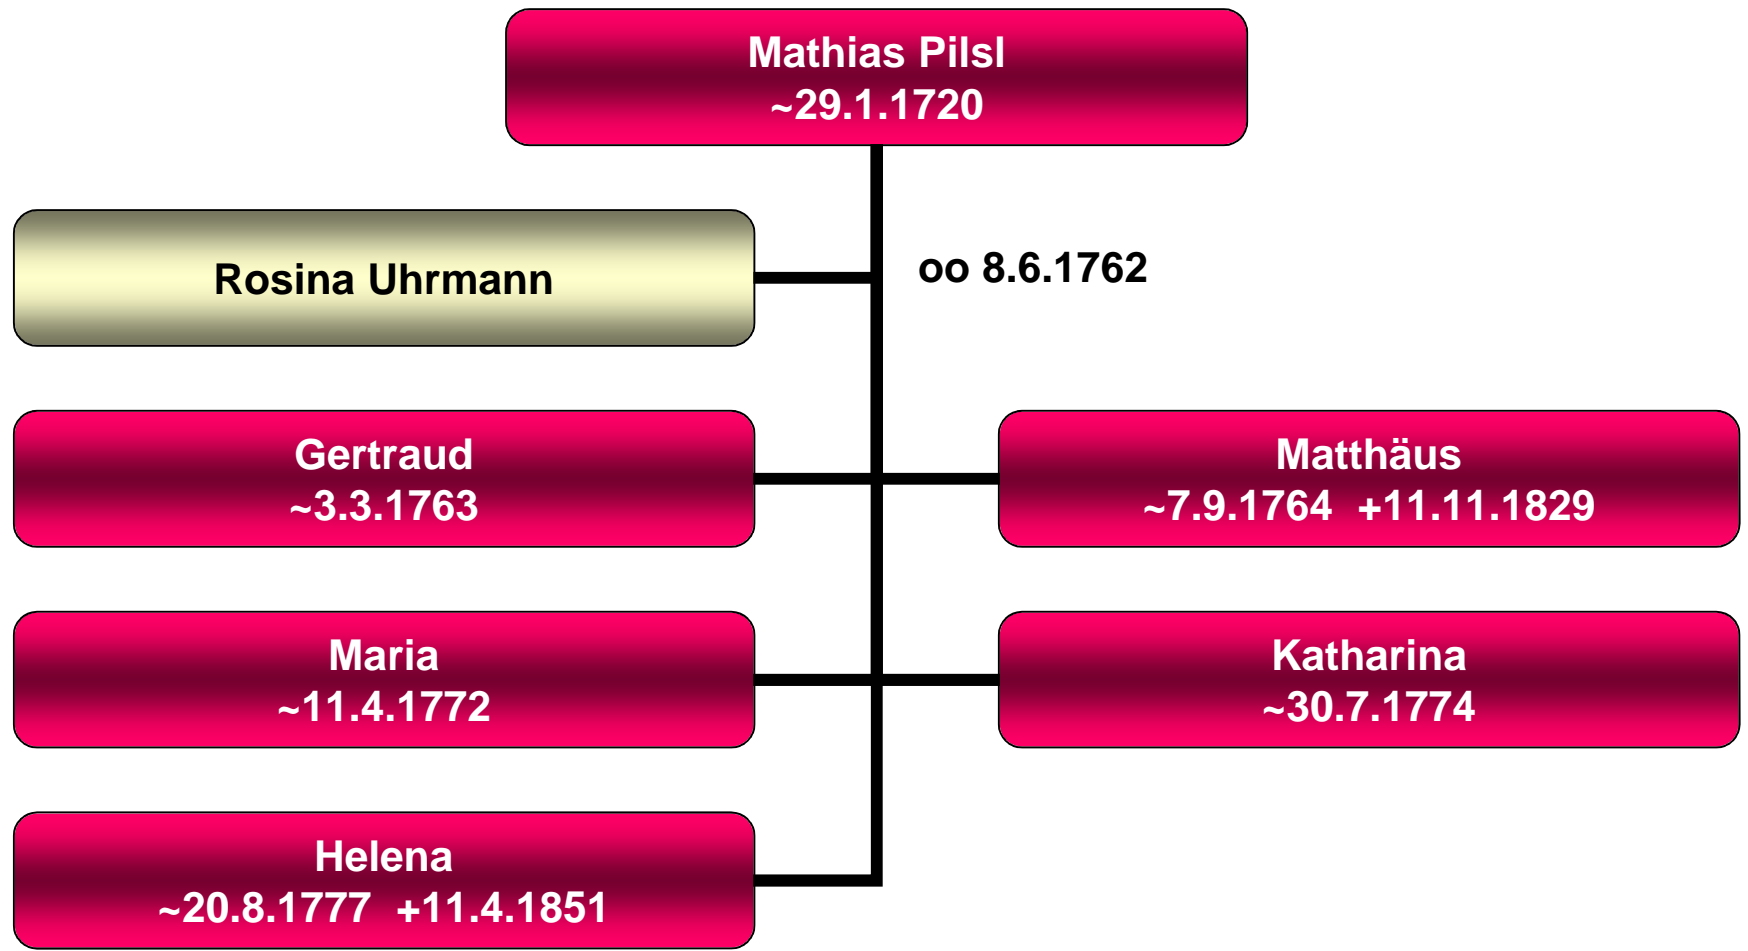 Mathias Pilsl
~29.1.1720
Rosina Uhrmann
oo 8.6.1762
Gertraud
~3.3.1763
Matthäus
~7.9.1764 +11.11.1829
Maria
~11.4.1772
Katharina
~30.7.1774
Helena
~20.8.1777 +11.4.1851